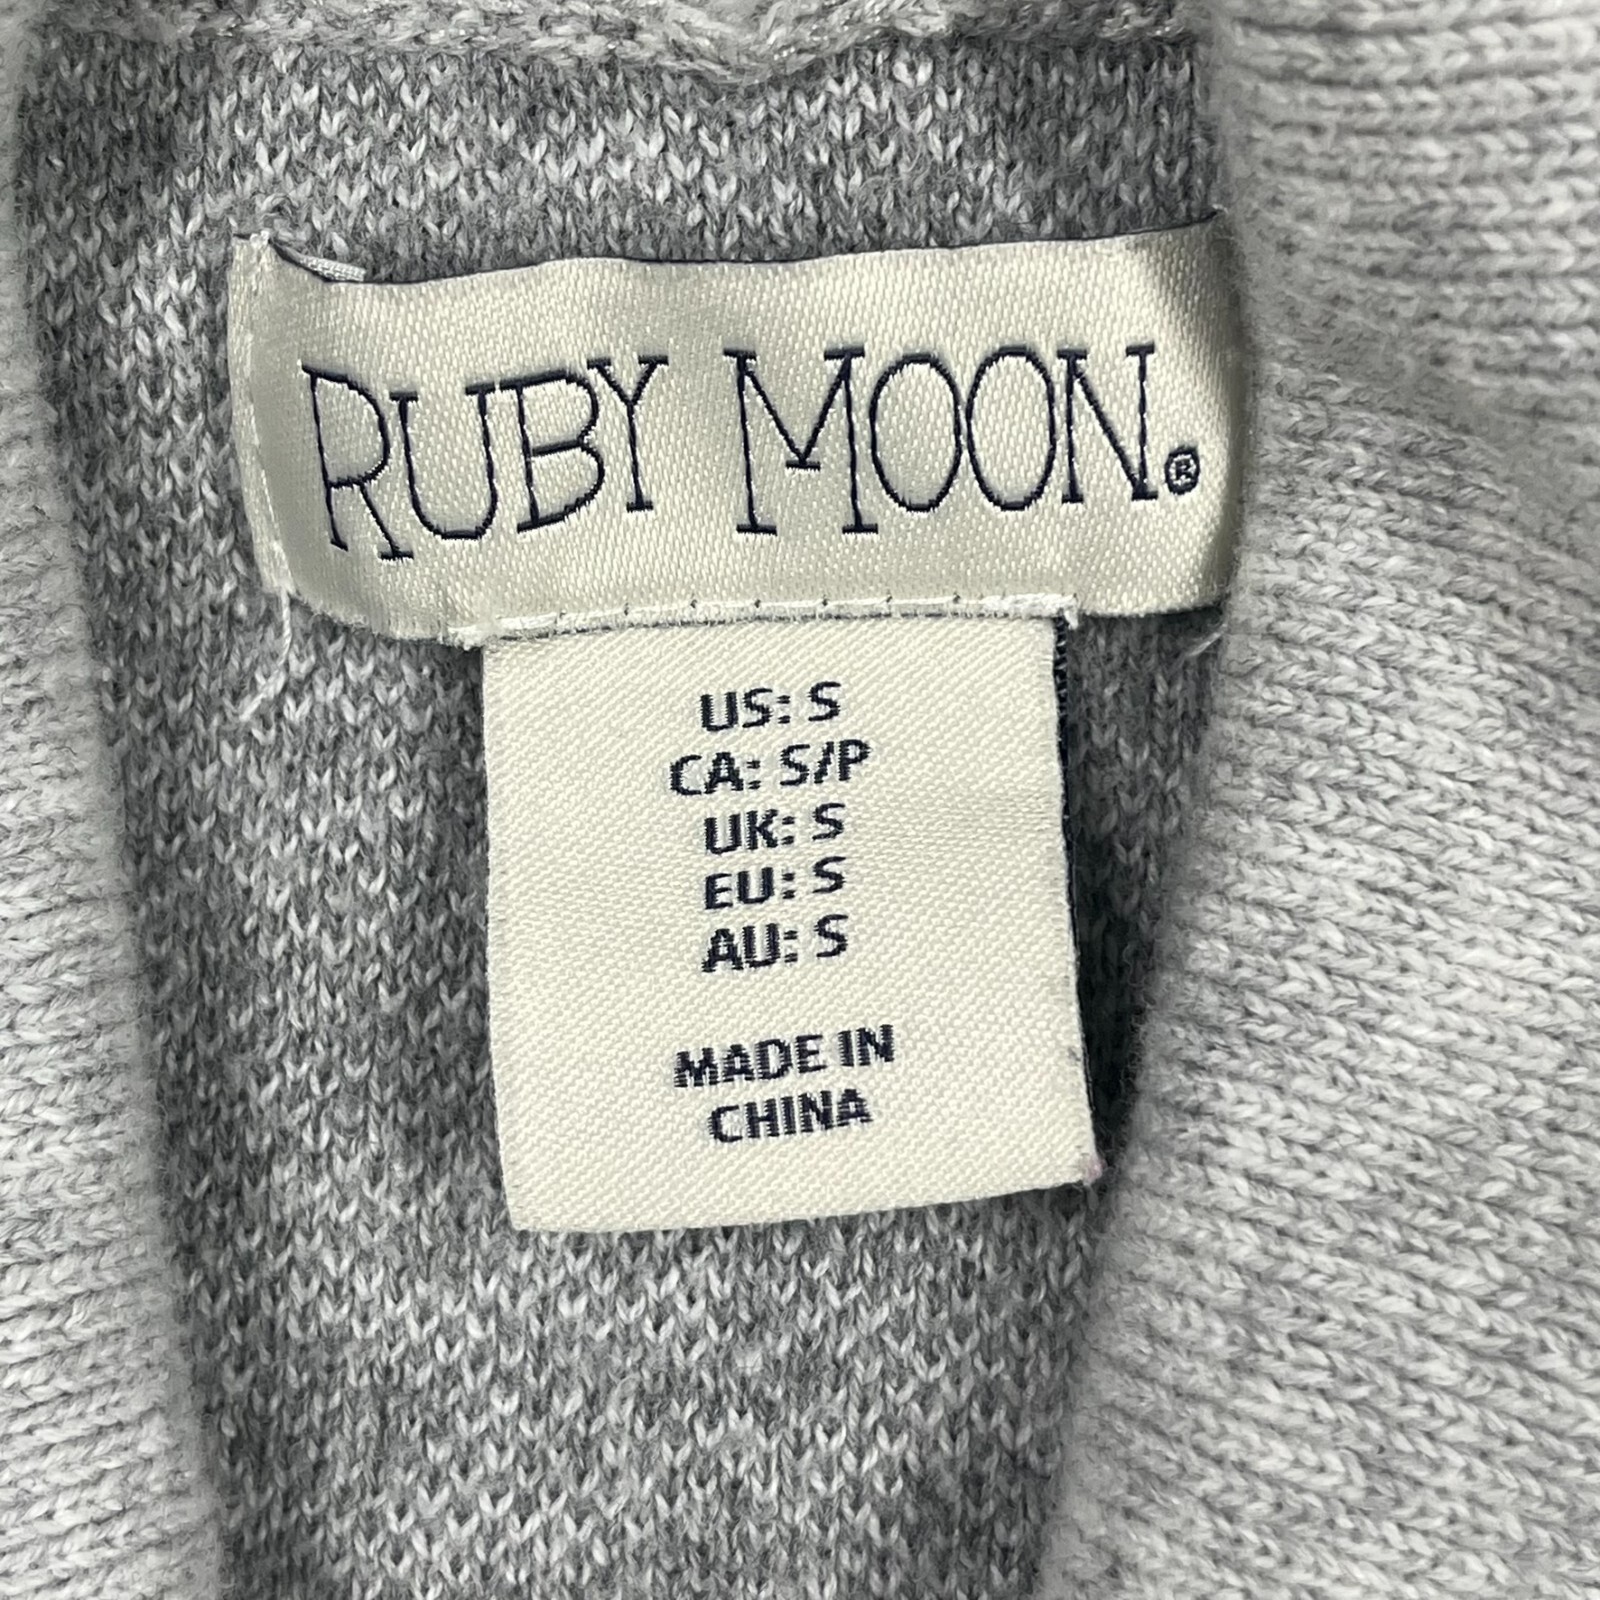 RUBY MOON®
US: S
CA: S/P
UK: S
EU: S
AU: S
MADE IN
CHINA